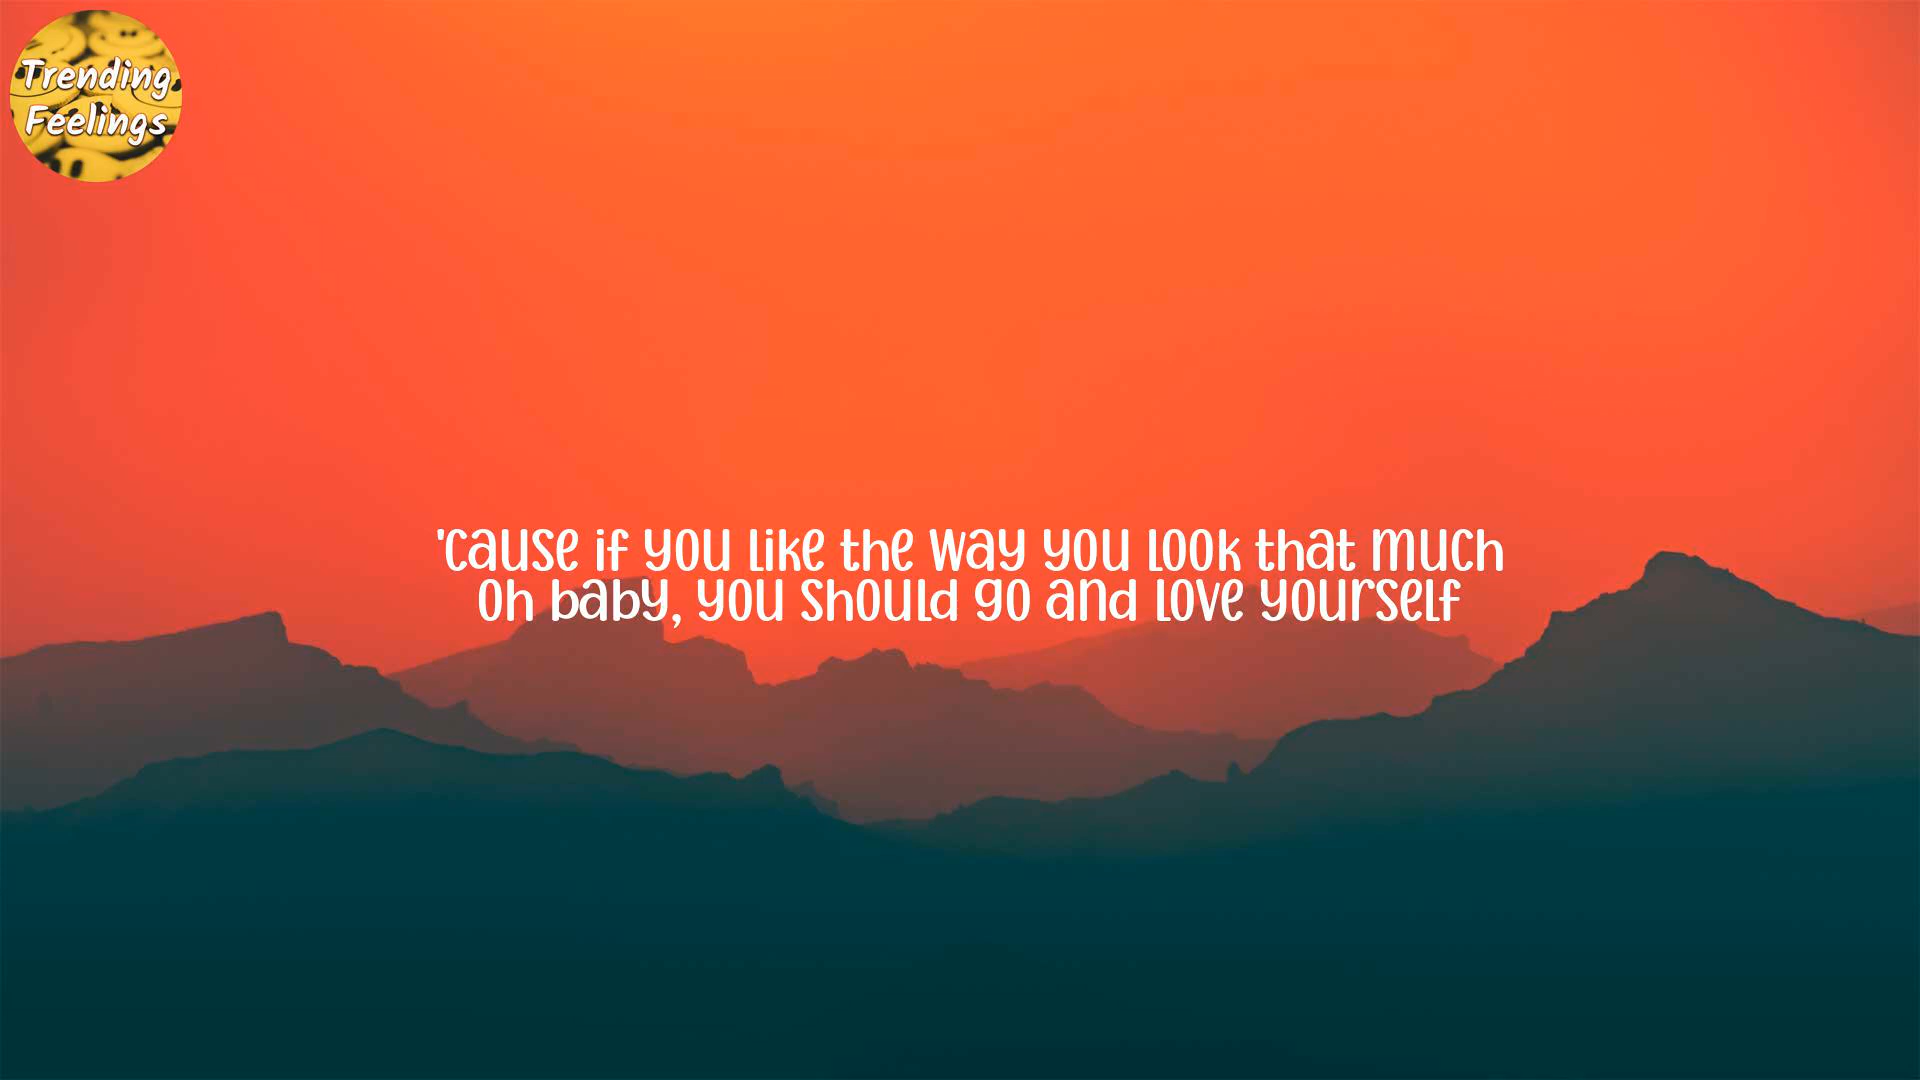 Trending
Feelings
'Cause if you like the way you look that much
Oh baby, you should go and love yourself